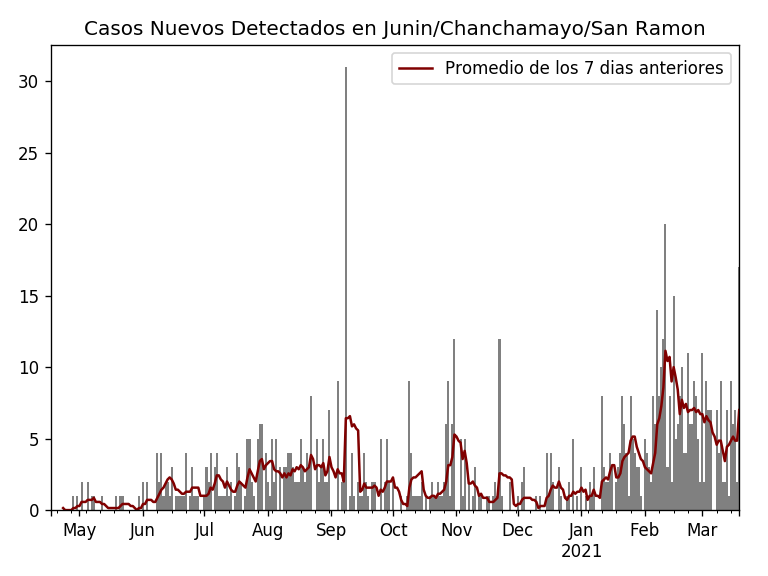 Casos Nuevos Detectados en Junin/Chanchamayo/San Ramon
Promedio de los 7 dias anteriores
30
25
20
15
10
5
0
May Jun Jul Aug Sep Oct Nov Dec Jan Feb Mar
2021